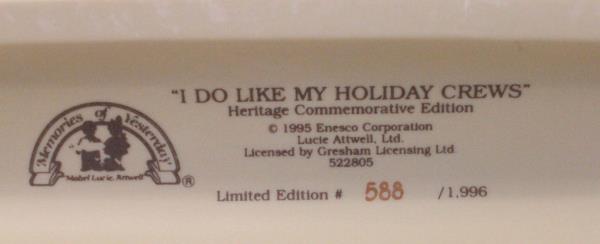 "I DO LIKE MY HOLIDAY CREWS"
Heritage Commemorative Edition
© 1995 Enesco Corporation
Lucie Attwell, Ltd.
Licensed by Gresham Licensing Ltd.
522805
Limited Edition # 588 /1,996
Memories of Yesterday
Mabel Lucie Attwell
®